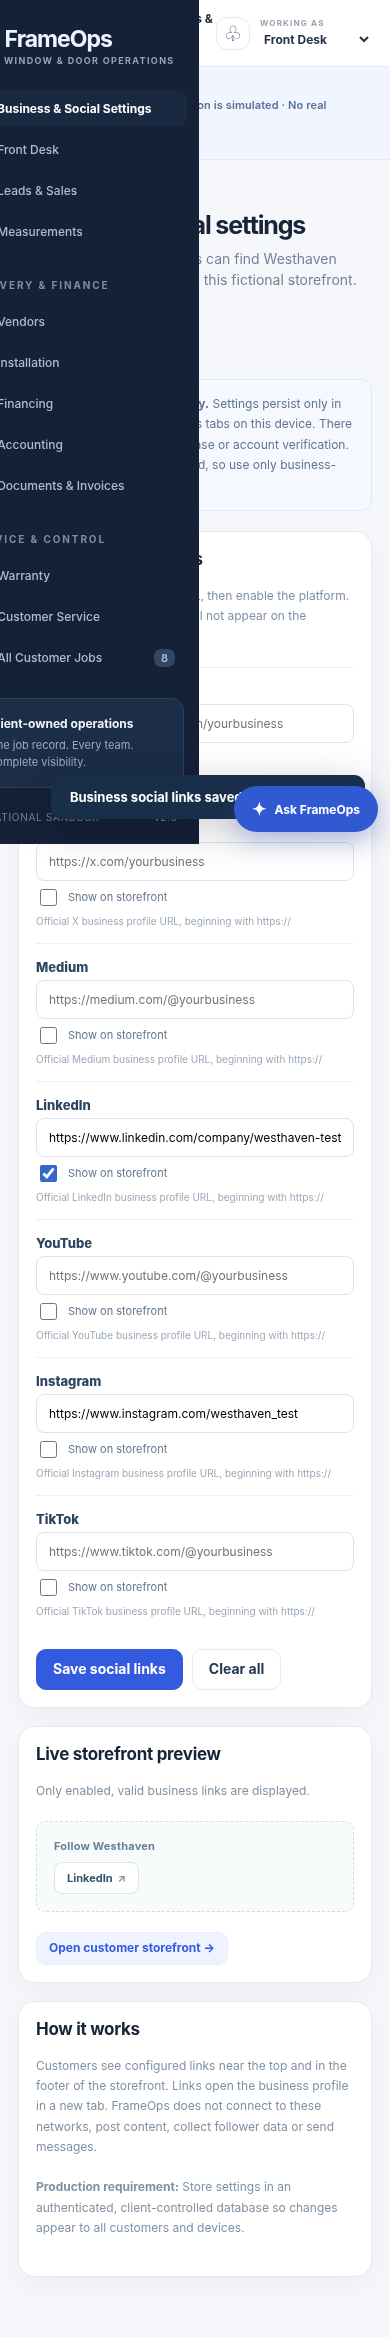 FrameOps
WINDOW & DOOR OPERATIONS
s &
WORKING AS
Front Desk
Business & Social Settings
on is simulated · No real
Front Desk
Leads & Sales
Measurements
al settings
s can find Westhaven
this fictional storefront.
VERY & FINANCE
Vendors
Installation
Financing
Accounting
Documents & Invoices
y. Settings persist only in
s tabs on this device. There
se or account verification.
d, so use only business-
VICE & CONTROL
Warranty
Customer Service
All Customer Jobs
8
s
, then enable the platform.
l not appear on the
ient-owned operations
ne job record. Every team.
omplete visibility.
m/yourbusiness
Business social links saved
Ask FrameOps
ATIONAL SANDBOX
https://x.com/yourbusiness
Show on storefront
Official X business profile URL, beginning with https://
Medium
https://medium.com/@yourbusiness
Show on storefront
Official Medium business profile URL, beginning with https://
LinkedIn
https://www.linkedin.com/company/westhaven-test
Show on storefront
Official LinkedIn business profile URL, beginning with https://
YouTube
https://www.youtube.com/@yourbusiness
Show on storefront
Official YouTube business profile URL, beginning with https://
Instagram
https://www.instagram.com/westhaven_test
Show on storefront
Official Instagram business profile URL, beginning with https://
TikTok
https://www.tiktok.com/@yourbusiness
Show on storefront
Official TikTok business profile URL, beginning with https://
Save social links
Clear all
Live storefront preview
Only enabled, valid business links are displayed.
Follow Westhaven
LinkedIn ↗
Open customer storefront →
How it works
Customers see configured links near the top and in the
footer of the storefront. Links open the business profile
in a new tab. FrameOps does not connect to these
networks, post content, collect follower data or send
messages.
Production requirement: Store settings in an
authenticated, client-controlled database so changes
appear to all customers and devices.